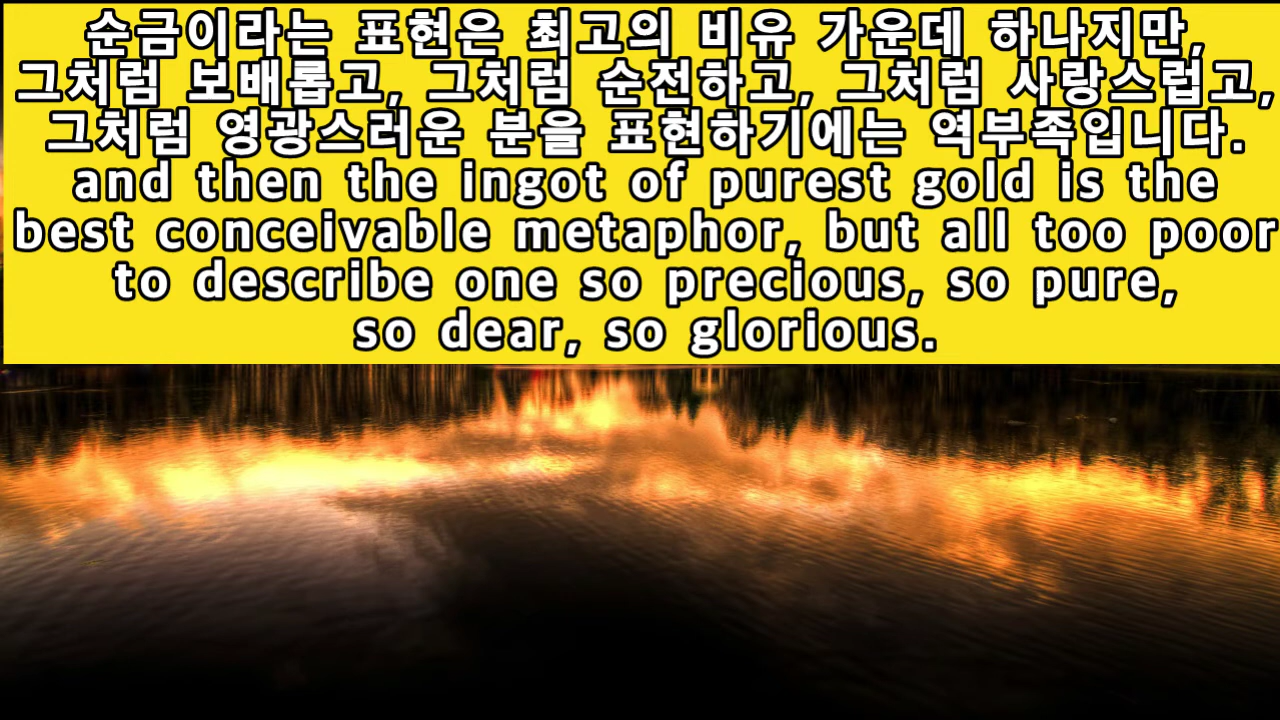 순금이라는 표현은 최고의 비유 가운데 하나지만,
그처럼 보배롭고, 그처럼 순전하고, 그처럼 사랑스럽고,
그처럼 영광스러운 분을 표현하기에는 역부족입니다.
and then the ingot of purest gold is the
best conceivable metaphor, but all too poor
to describe one so precious, so pure,
so dear, so glorious.